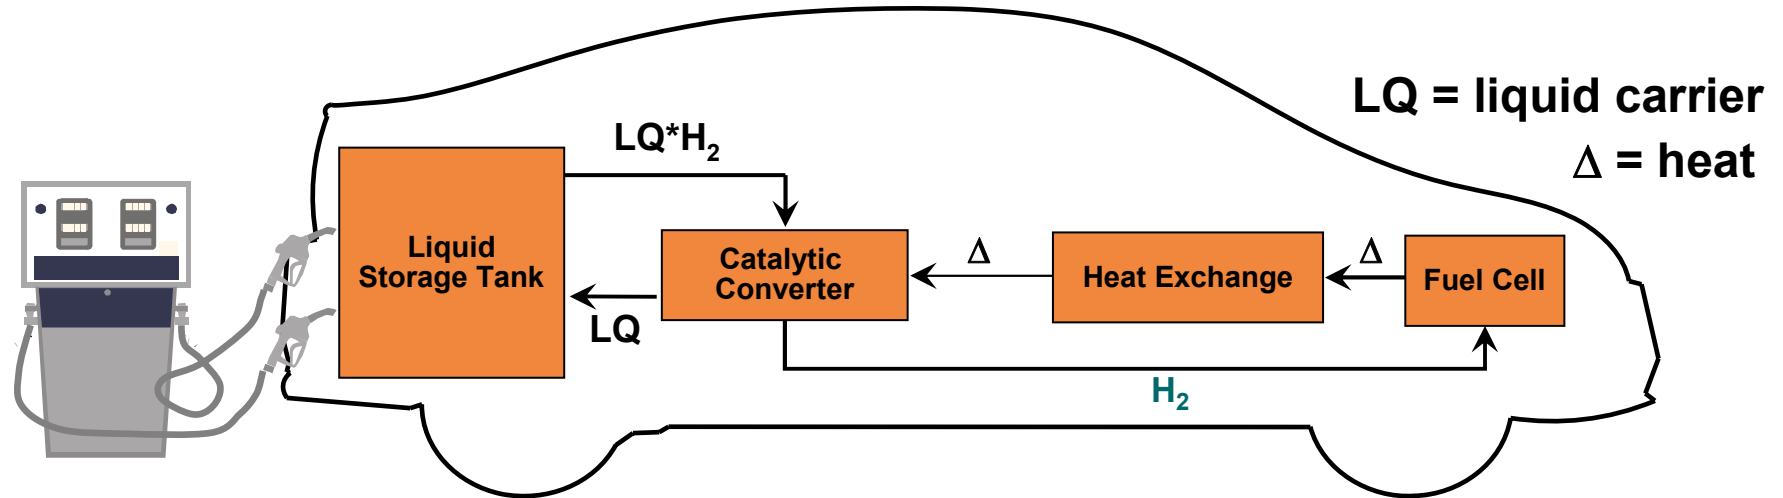 LQ = liquid carrier
Δ = heat
LQ*H₂
Liquid
Storage Tank
Catalytic
Converter
Δ
Heat Exchange
Δ
Fuel Cell
LQ
H₂